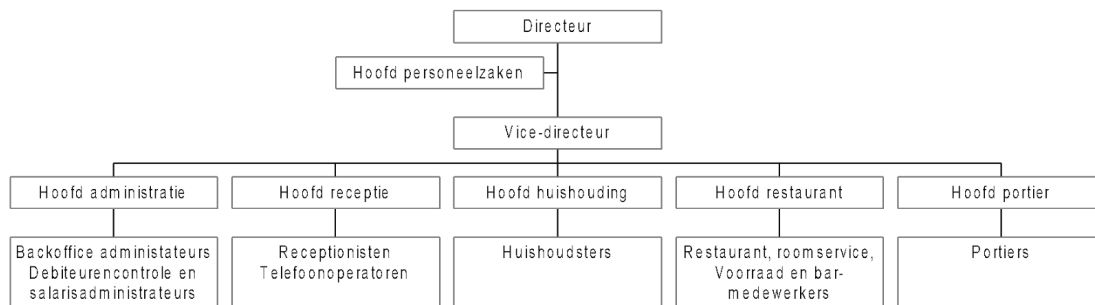 Directeur
Hoofd personeelzaken
Vice-directeur
Hoofd administratie
Hoofd receptie
Hoofd huishouding
Hoofd restaurant
Hoofd portier
Backoffice administateurs
Debiteurencontrole en
salarisadministrateurs
Receptionisten
Telefoonoperatoren
Huishoudsters
Restaurant, roomservice,
Voorraad en bar-
medewerkers
Portiers